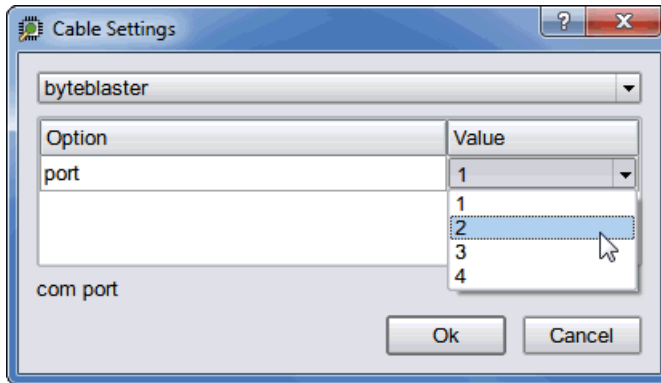 Cable Settings
?
byteblaster
Option Value
port 1
1
2
3
4
com port
Ok Cancel